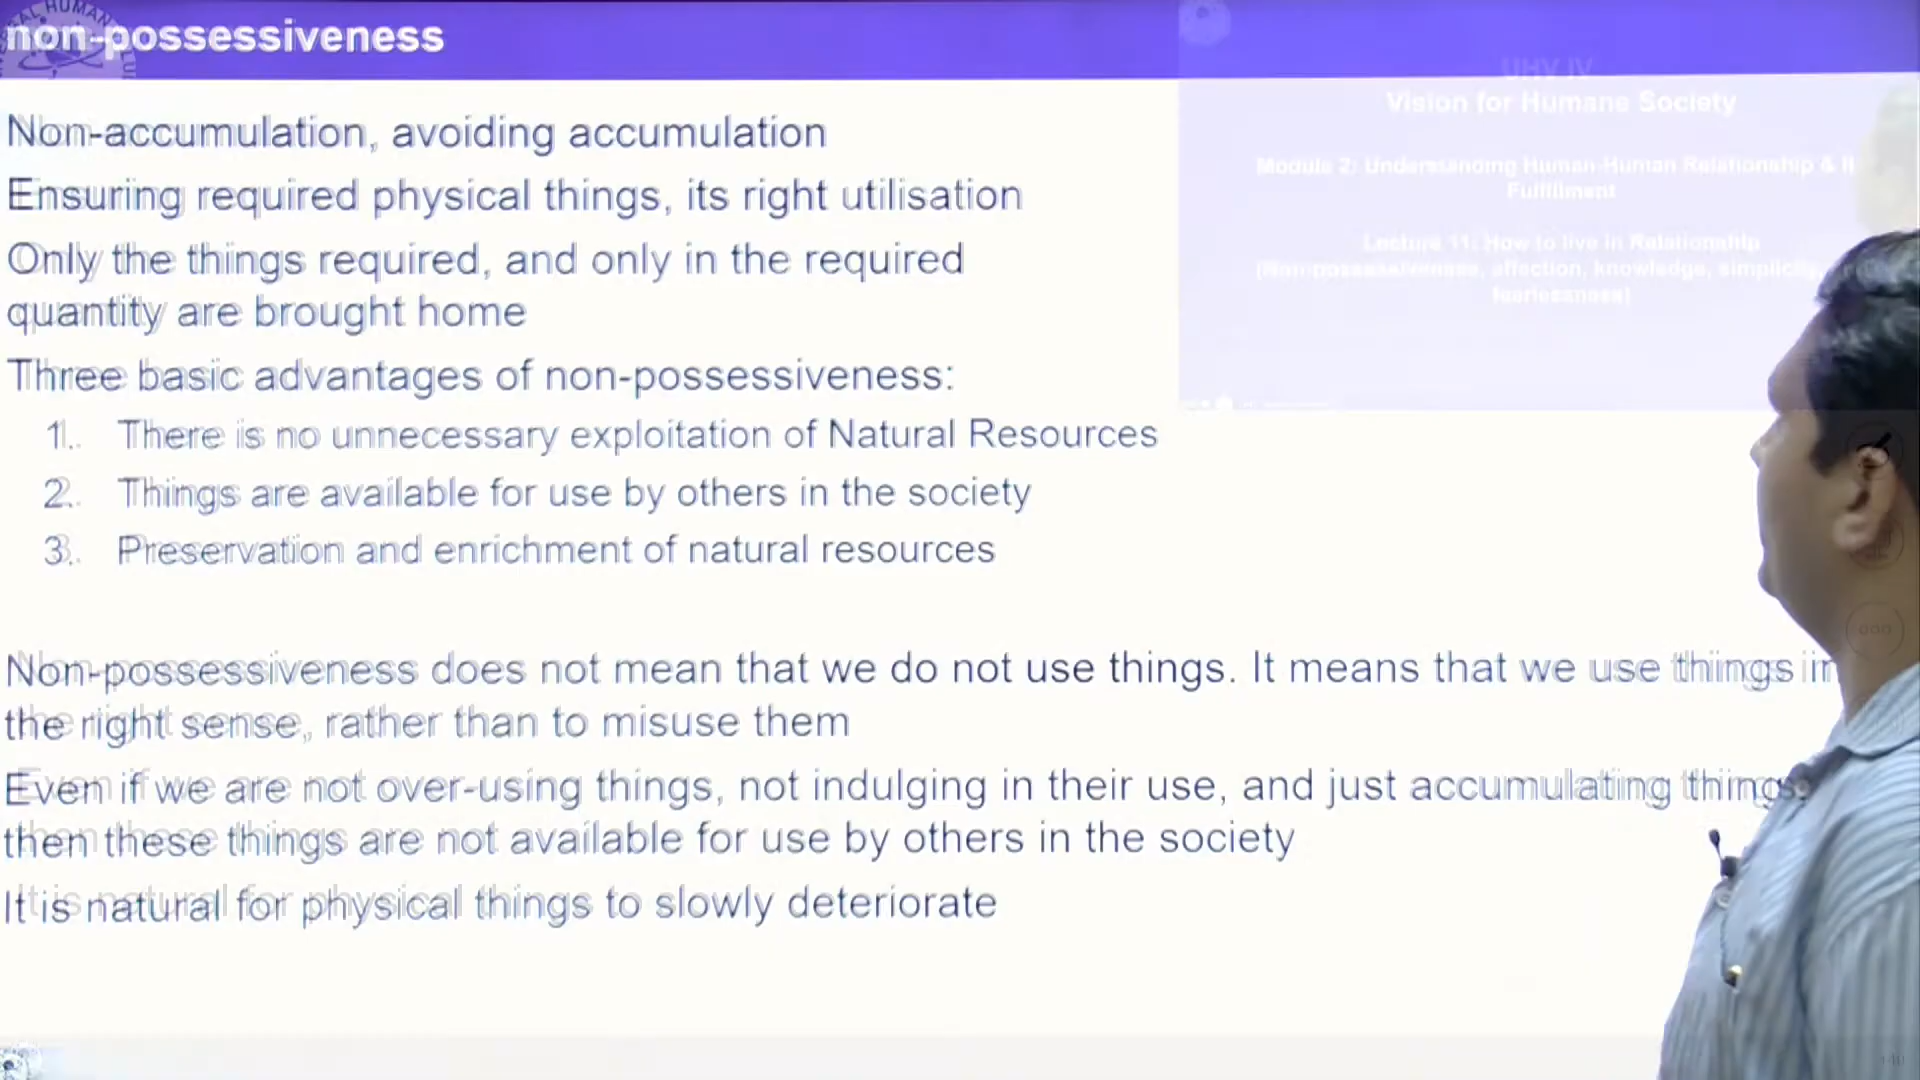 non-possessiveness
Non-accumulation, avoiding accumulation
Ensuring required physical things, its right utilisation
Only the things required, and only in the required
quantity are brought home
Three basic advantages of non-possessiveness:
1. There is no unnecessary exploitation of Natural Resources
2. Things are available for use by others in the society
3. Preservation and enrichment of natural resources
Non-possessiveness does not mean that we do not use things. It means that we use things in
the right sense, rather than to misuse them
Even if we are not over-using things, not indulging in their use, and just accumulating things,
then these things are not available for use by others in the society
It is natural for physical things to slowly deteriorate
UHV IV
Vision for Humane Society
Module 2: Understanding Human-Human Relationship &
Fulfillment
Lecture 11: How to live in Relationship
(Non-possessiveness, affection, knowledge, simplicity,
fearlessness)